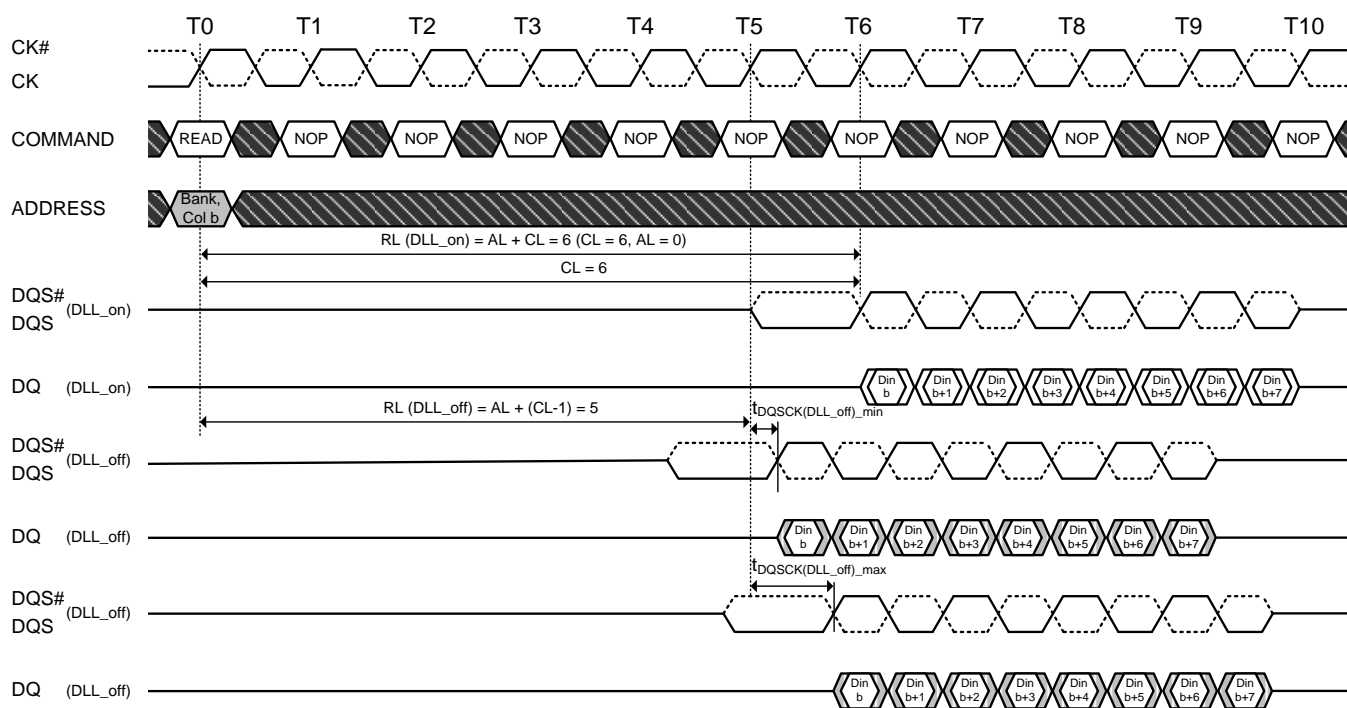 T0 T1 T2 T3 T4 T5 T6 T7 T8 T9 T10
CK#
CK
COMMAND READ NOP NOP NOP NOP NOP NOP NOP NOP NOP NOP
ADDRESS Bank,
Col b
RL (DLL_on) = AL + CL = 6 (CL = 6, AL = 0)
CL = 6
DQS#
(DLL_on)
DQS
DQ (DLL_on) Din b Din b+1 Din b+2 Din b+3 Din b+4 Din b+5 Din b+6 Din b+7
RL (DLL_off) = AL + (CL-1) = 5 tDQSCK(DLL_off)_min
DQS#
(DLL_off)
DQS
DQ (DLL_off) Din b Din b+1 Din b+2 Din b+3 Din b+4 Din b+5 Din b+6 Din b+7
tDQSCK(DLL_off)_max
DQS#
(DLL_off)
DQS
DQ (DLL_off) Din b Din b+1 Din b+2 Din b+3 Din b+4 Din b+5 Din b+6 Din b+7